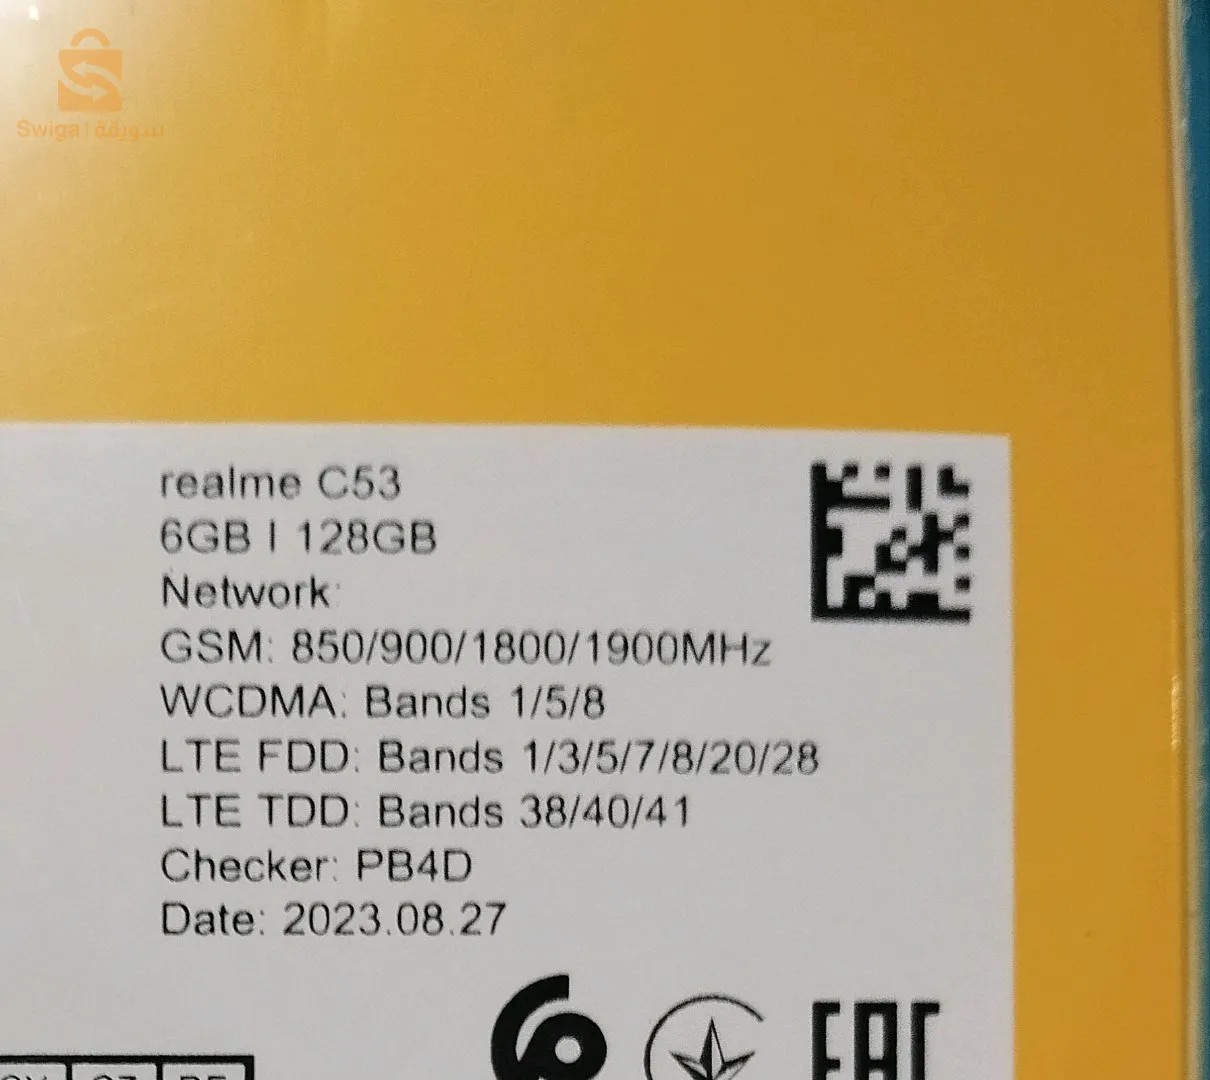 Swiga | سويقة
realme C53
6GB | 128GB
Network:
GSM: 850/900/1800/1900MHz
WCDMA: Bands 1/5/8
LTE FDD: Bands 1/3/5/7/8/20/28
LTE TDD: Bands 38/40/41
Checker: PB4D
Date: 2023.08.27
EAC